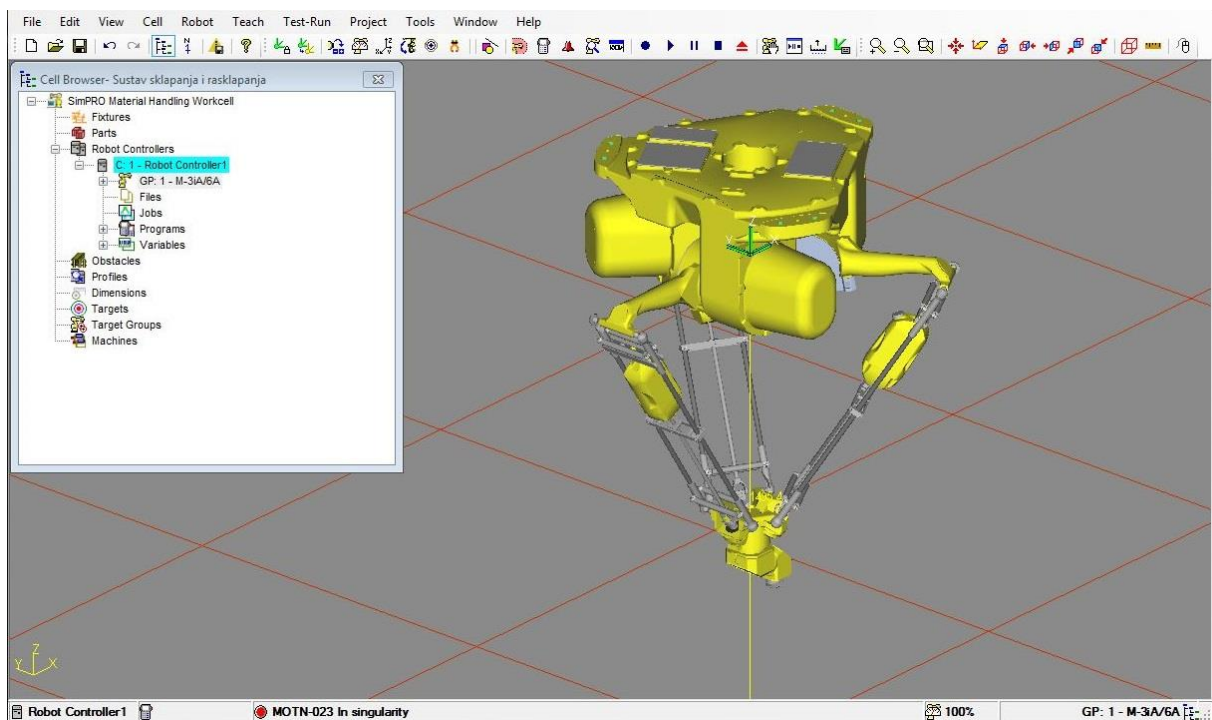 File Edit View Cell Robot Teach Test-Run Project Tools Window Help
Cell Browser- Sustav sklapanja i rasklapanja
SimPRO Material Handling Workcell
Fixtures
Parts
Robot Controllers
C: 1 - Robot Controller1
GP: 1 - M-3iA/6A
Files
Jobs
Programs
Variables
Obstacles
Profiles
Dimensions
Targets
Target Groups
Machines
Z
Y X
Robot Controller1 MOTN-023 In singularity 100% GP: 1 - M-3iA/6A